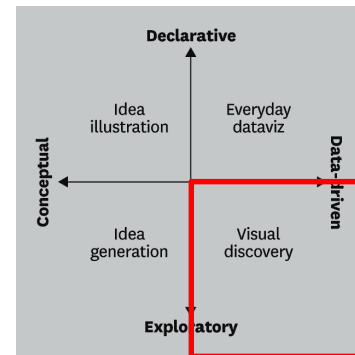 Declarative
Idea
illustration
Everyday
dataviz
Conceptual
Data-driven
Idea
generation
Visual
discovery
Exploratory